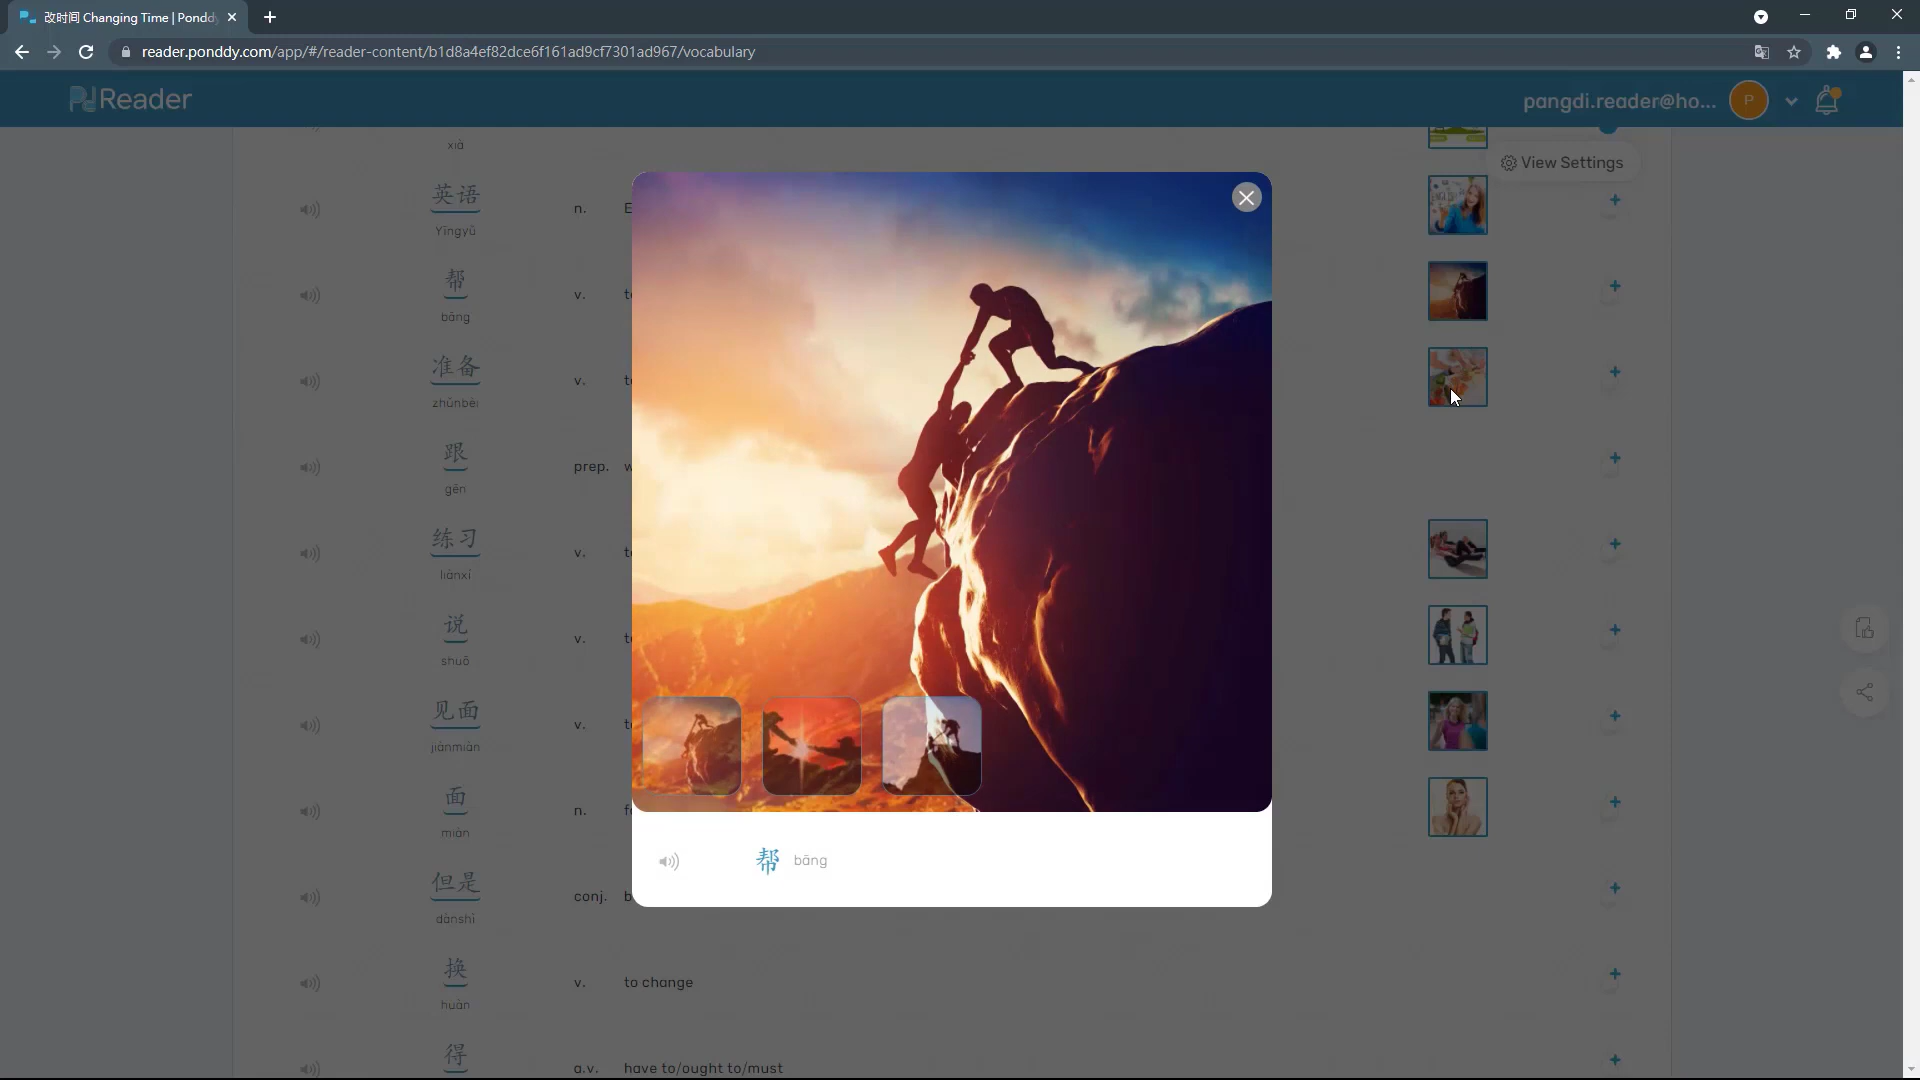 改时间 Changing Time | Pondd
reader.ponddy.com/app/#/reader-content/b1d8a4ef82dce6f161ad9cf7301ad967/vocabulary
Reader
pangdi.reader@ho...
P
View Settings
xià
英语
n.
E
Yīngyǔ
帮
v.
bāng
准备
v.
zhǔnbèi
跟
prep.
w
gēn
练习
v.
liànxí
说
v.
shuō
见面
v.
jiànmiàn
面
n.
miàn
帮 bāng
但是
conj.
b
dànshì
换
v.
to change
huàn
得
a.v.
have to/ought to/must